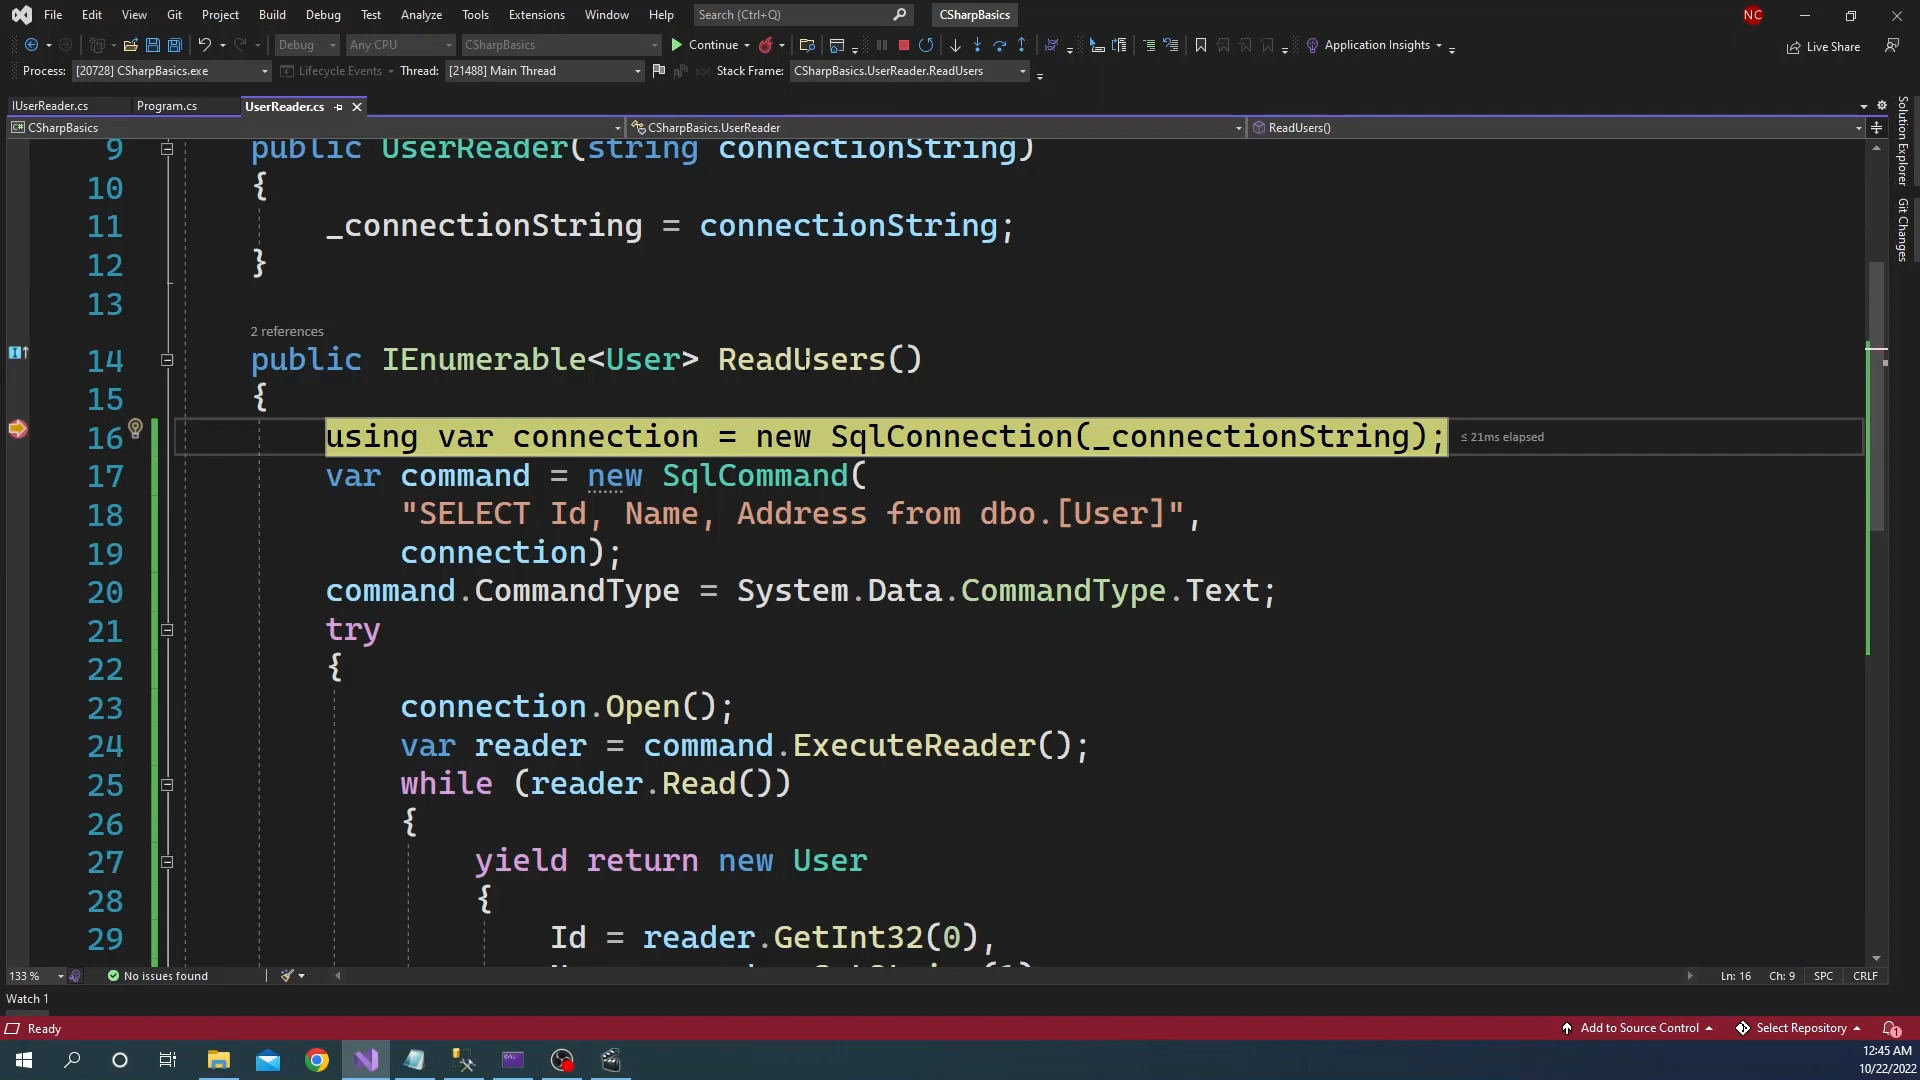 File Edit View Git Project Build Debug Test Analyze Tools Extensions Window Help Search (Ctrl+Q) CSharpBasics NC
Debug Any CPU CSharpBasics Continue Application Insights Live Share
Process: [20728] CSharpBasics.exe Lifecycle Events Thread: [21488] Main Thread Stack Frame: CSharpBasics.UserReader.ReadUsers
IUserReader.cs Program.cs UserReader.cs
C# CSharpBasics CSharpBasics.UserReader ReadUsers()
Solution Explorer
Git Changes
9 public UserReader(string connectionString)
10 {
11 _connectionString = connectionString;
12 }
13
2 references
14 public IEnumerable<User> ReadUsers()
15 {
16 using var connection = new SqlConnection(_connectionString); ≤ 21ms elapsed
17 var command = new SqlCommand(
18 "SELECT Id, Name, Address from dbo.[User]",
19 connection);
20 command.CommandType = System.Data.CommandType.Text;
21 try
22 {
23 connection.Open();
24 var reader = command.ExecuteReader();
25 while (reader.Read())
26 {
27 yield return new User
28 {
29 Id = reader.GetInt32(0),
133 % No issues found Ln: 16 Ch: 9 SPC CRLF
Watch 1
Ready Add to Source Control Select Repository 1
12:45 AM
10/22/2022